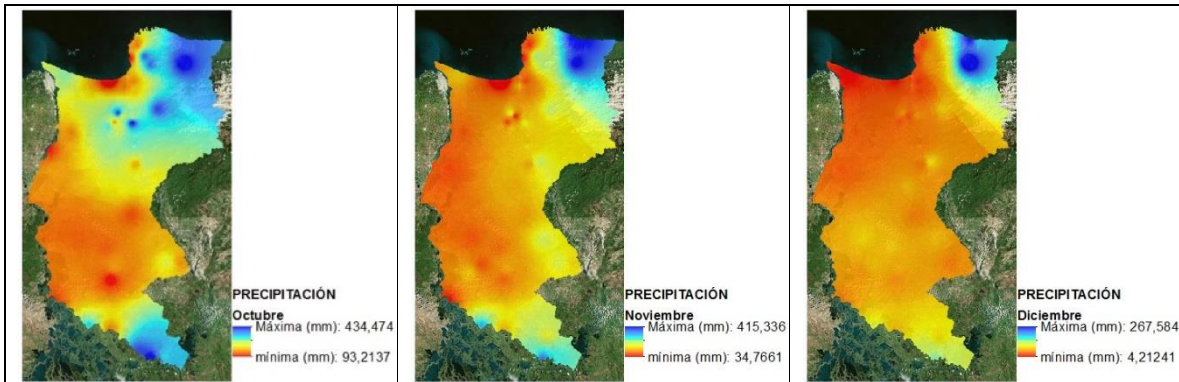 PRECIPITACIÓN
Octubre
Máxima (mm): 434,474
mínima (mm): 93,2137
PRECIPITACIÓN
Noviembre
Máxima (mm): 415,336
mínima (mm): 34,7661
PRECIPITACIÓN
Diciembre
Máxima (mm): 267,584
mínima (mm): 4,21241